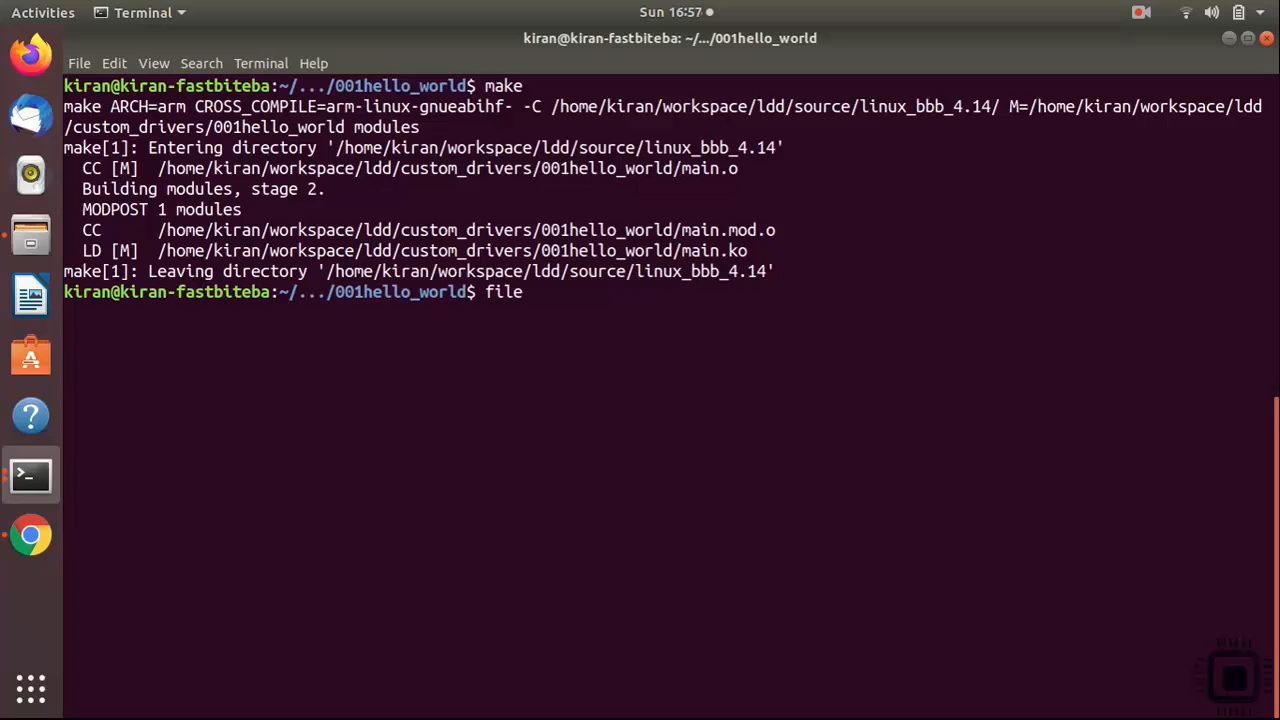 Activities Terminal Sun 16:57
kiran@kiran-fastbiteba: ~/.../001hello_world
File Edit View Search Terminal Help
kiran@kiran-fastbiteba:~/.../001hello_world$ make
make ARCH=arm CROSS_COMPILE=arm-linux-gnueabihf- -C /home/kiran/workspace/ldd/source/linux_bbb_4.14/ M=/home/kiran/workspace/ldd
/custom_drivers/001hello_world modules
make[1]: Entering directory '/home/kiran/workspace/ldd/source/linux_bbb_4.14'
CC [M] /home/kiran/workspace/ldd/custom_drivers/001hello_world/main.o
Building modules, stage 2.
MODPOST 1 modules
CC /home/kiran/workspace/ldd/custom_drivers/001hello_world/main.mod.o
LD [M] /home/kiran/workspace/ldd/custom_drivers/001hello_world/main.ko
make[1]: Leaving directory '/home/kiran/workspace/ldd/source/linux_bbb_4.14'
kiran@kiran-fastbiteba:~/.../001hello_world$ file